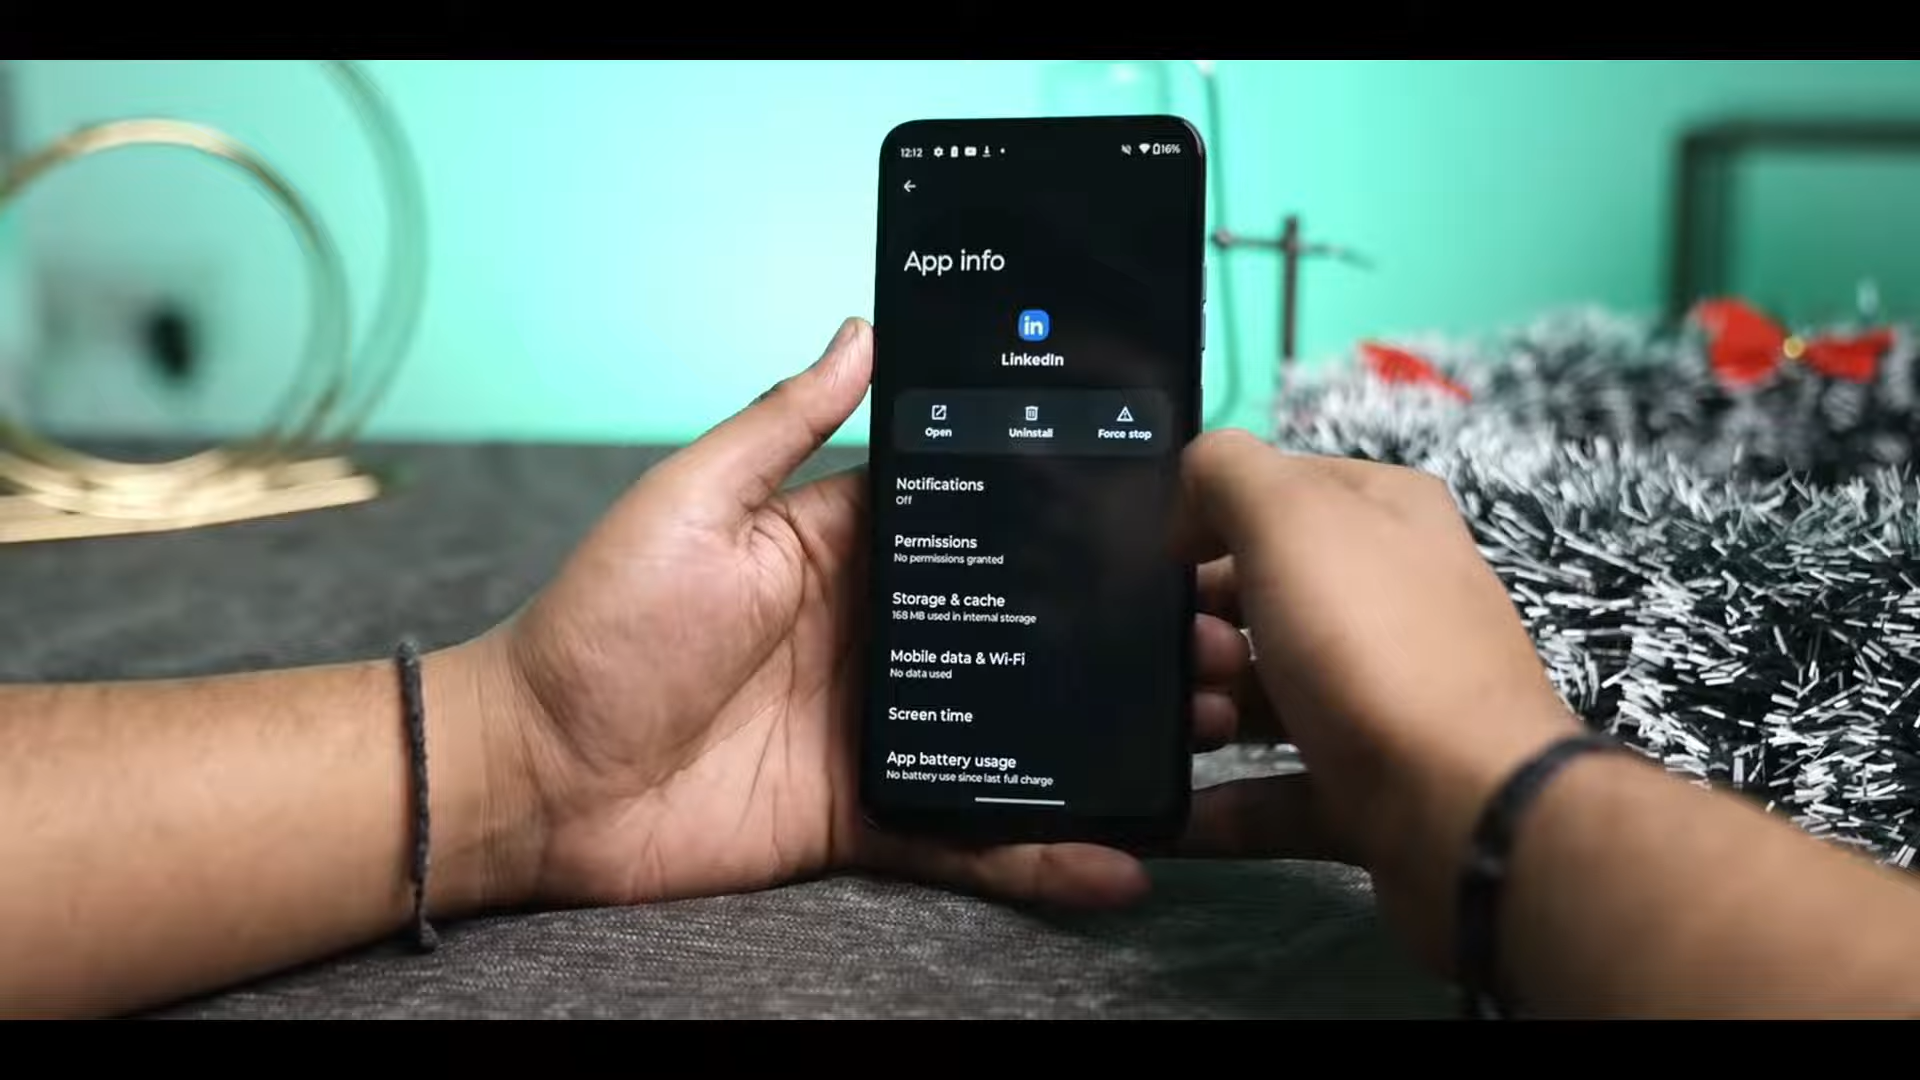 12:12 16%
App info
in
LinkedIn
Open Uninstall Force stop
Notifications
Off
Permissions
No permissions granted
Storage & cache
168 MB used in internal storage
Mobile data & Wi-Fi
No data used
Screen time
App battery usage
No battery use since last full charge